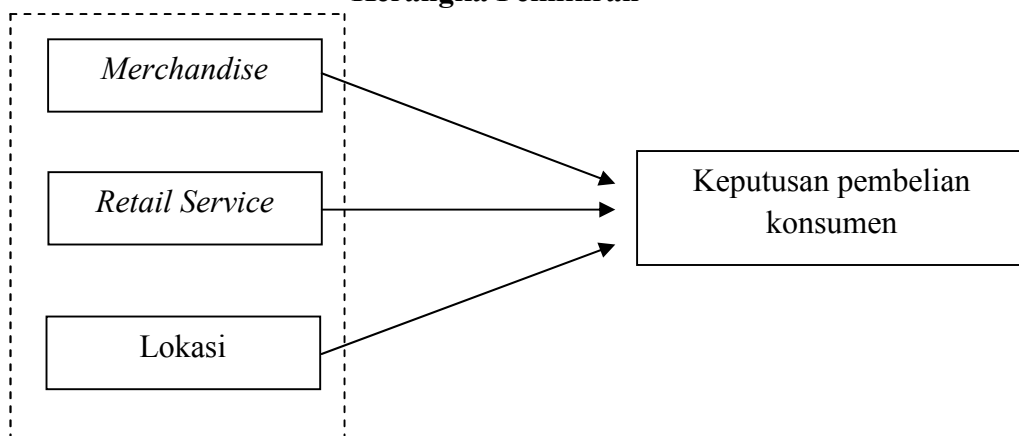 Merchandise
Retail Service
Keputusan pembelian
konsumen
Lokasi